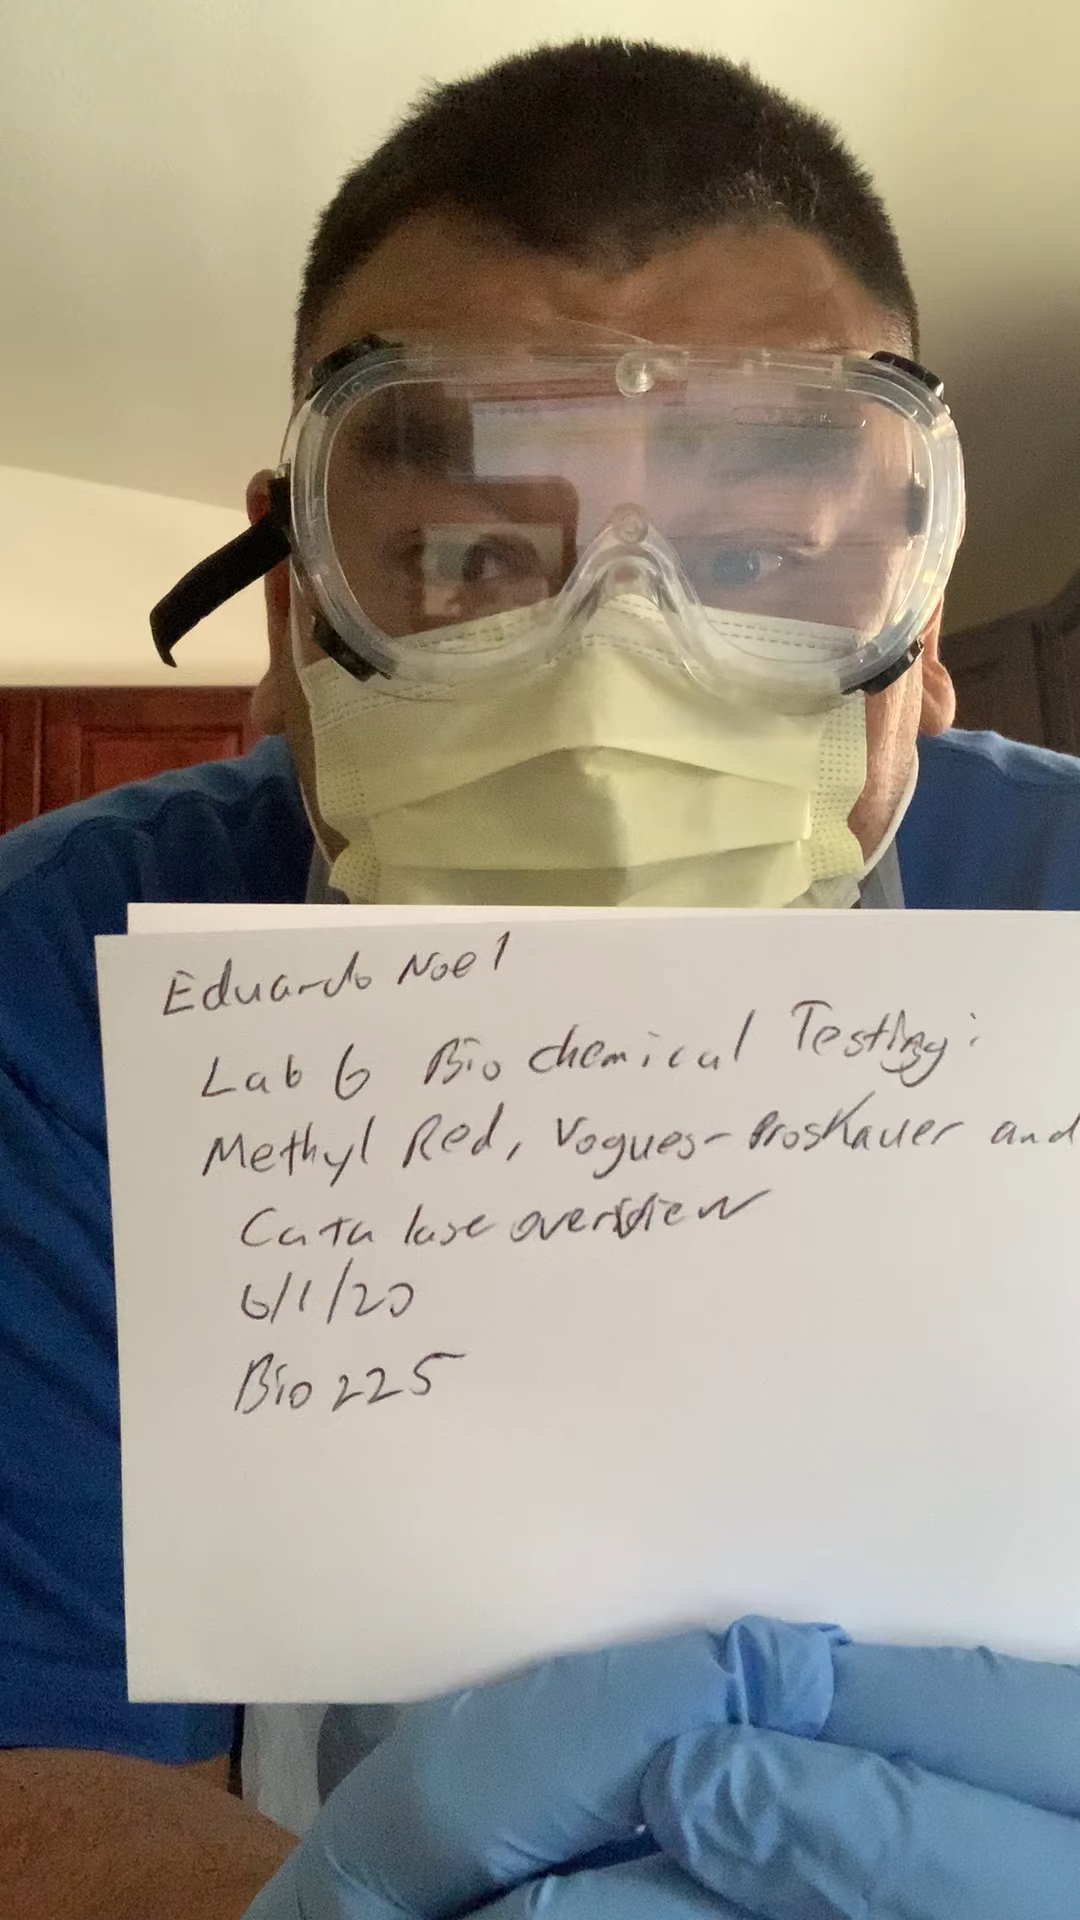 Eduardo Noel
Lab 6 Biochemical Testing:
Methyl Red, Vogues-Proskauer and
Catalase overview
6/1/20
Bio 225